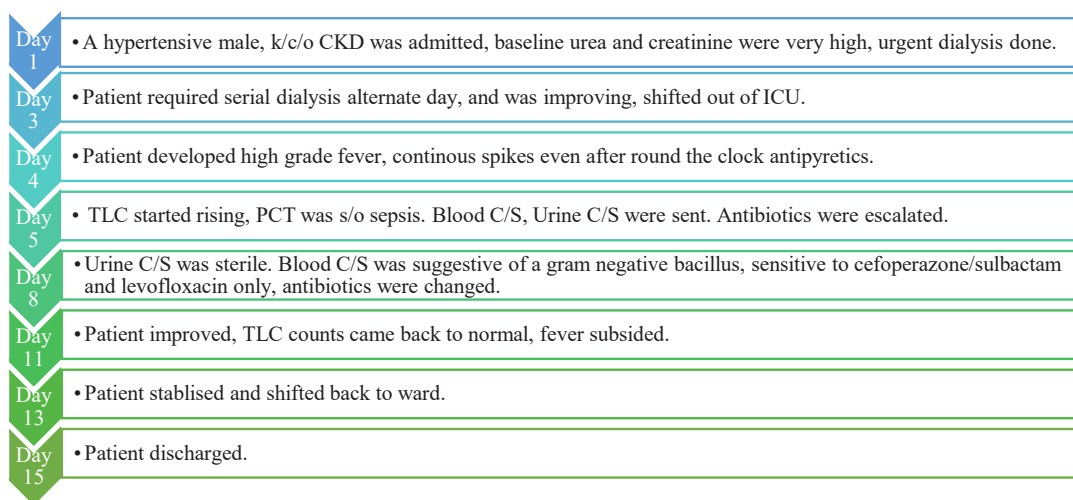 Day
1
• A hypertensive male, k/c/o CKD was admitted, baseline urea and creatinine were very high, urgent dialysis done.
Day
3
• Patient required serial dialysis alternate day, and was improving, shifted out of ICU.
Day
4
• Patient developed high grade fever, continous spikes even after round the clock antipyretics.
Day
5
• TLC started rising, PCT was s/o sepsis. Blood C/S, Urine C/S were sent. Antibiotics were escalated.
Day
8
• Urine C/S was sterile. Blood C/S was suggestive of a gram negative bacillus, sensitive to cefoperazone/sulbactam
and levofloxacin only, antibiotics were changed.
Day
11
• Patient improved, TLC counts came back to normal, fever subsided.
Day
13
• Patient stablised and shifted back to ward.
Day
15
• Patient discharged.